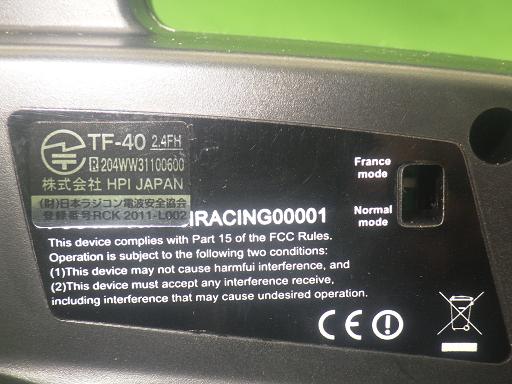 TF-40 2.4FH
R 204WW31100600
株式会社 HPI JAPAN
(財)日本ラジコン電波安全協会
登録番号RCK 2011-L002
IRACING00001
This device complies with Part 15 of the FCC Rules.
Operation is subject to the following two conditions:
(1)This device may not cause harmfui interference, and
(2)This device must accept any interference receive,
including interference that may cause undesired operation.
France
mode
Normal
mode
CE